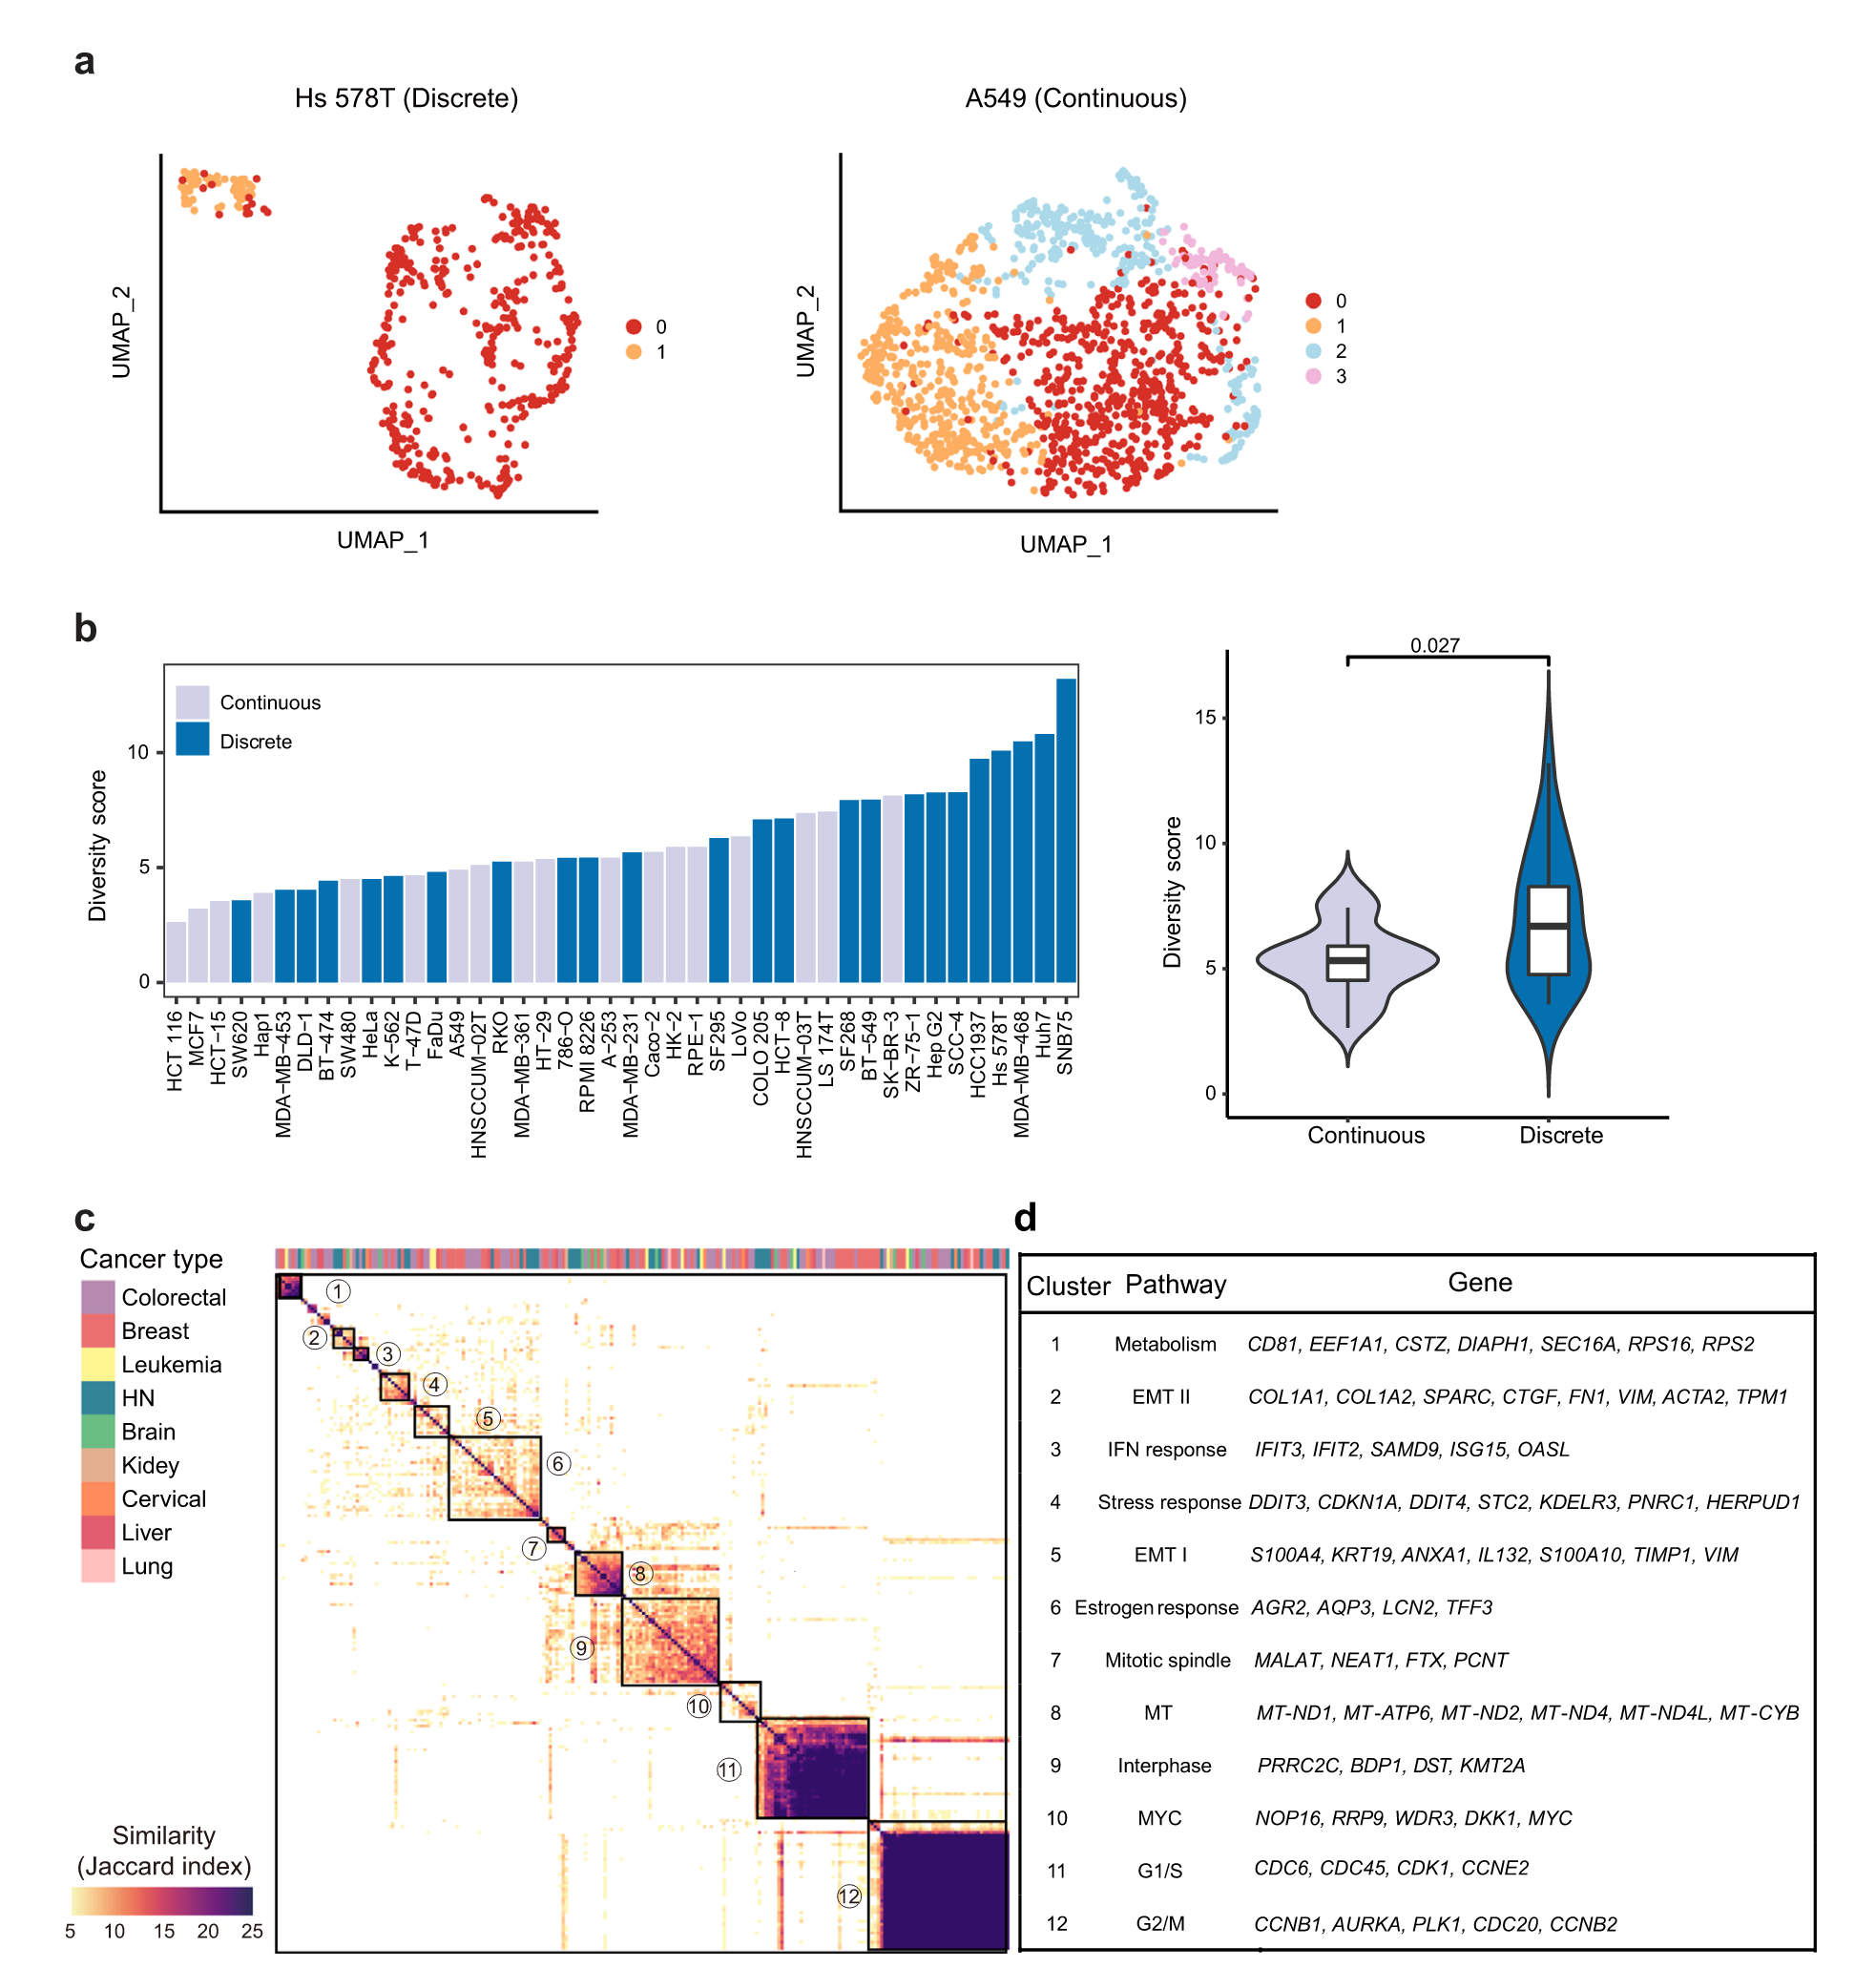 a
Hs 578T (Discrete)
A549 (Continuous)
UMAP_2
UMAP_1
0
1
UMAP_2
UMAP_1
0
1
2
3
b
Diversity score
10
5
0
Continuous
Discrete
HCT 116
MCF7
HCT−15
SW620
Hap1
MDA−MB−453
DLD−1
BT−474
SW480
HeLa
K−562
T−47D
FaDu
A549
HNSCCUM−02T
RKO
MDA−MB−361
HT−29
786−O
RPMI 8226
A−253
MDA−MB−231
Caco−2
HK−2
RPE−1
SF295
LoVo
COLO 205
HCT−8
HNSCCUM−03T
LS 174T
SF268
BT−549
SK−BR−3
ZR−75−1
Hep G2
SCC−4
HCC1937
Hs 578T
MDA−MB−468
Huh7
SNB75
0.027
Diversity score
15
10
5
0
Continuous
Discrete
c
Cancer type
Colorectal
Breast
Leukemia
HN
Brain
Kidey
Cervical
Liver
Lung
Similarity
(Jaccard index)
5 10 15 20 25
①
②
③
④
⑤
⑥
⑦
⑧
⑨
⑩
⑪
⑫
d
Cluster Pathway Gene
1 Metabolism CD81, EEF1A1, CSTZ, DIAPH1, SEC16A, RPS16, RPS2
2 EMT II COL1A1, COL1A2, SPARC, CTGF, FN1, VIM, ACTA2, TPM1
3 IFN response IFIT3, IFIT2, SAMD9, ISG15, OASL
4 Stress response DDIT3, CDKN1A, DDIT4, STC2, KDELR3, PNRC1, HERPUD1
5 EMT I S100A4, KRT19, ANXA1, IL132, S100A10, TIMP1, VIM
6 Estrogen response AGR2, AQP3, LCN2, TFF3
7 Mitotic spindle MALAT, NEAT1, FTX, PCNT
8 MT MT-ND1, MT-ATP6, MT-ND2, MT-ND4, MT-ND4L, MT-CYB
9 Interphase PRRC2C, BDP1, DST, KMT2A
10 MYC NOP16, RRP9, WDR3, DKK1, MYC
11 G1/S CDC6, CDC45, CDK1, CCNE2
12 G2/M CCNB1, AURKA, PLK1, CDC20, CCNB2